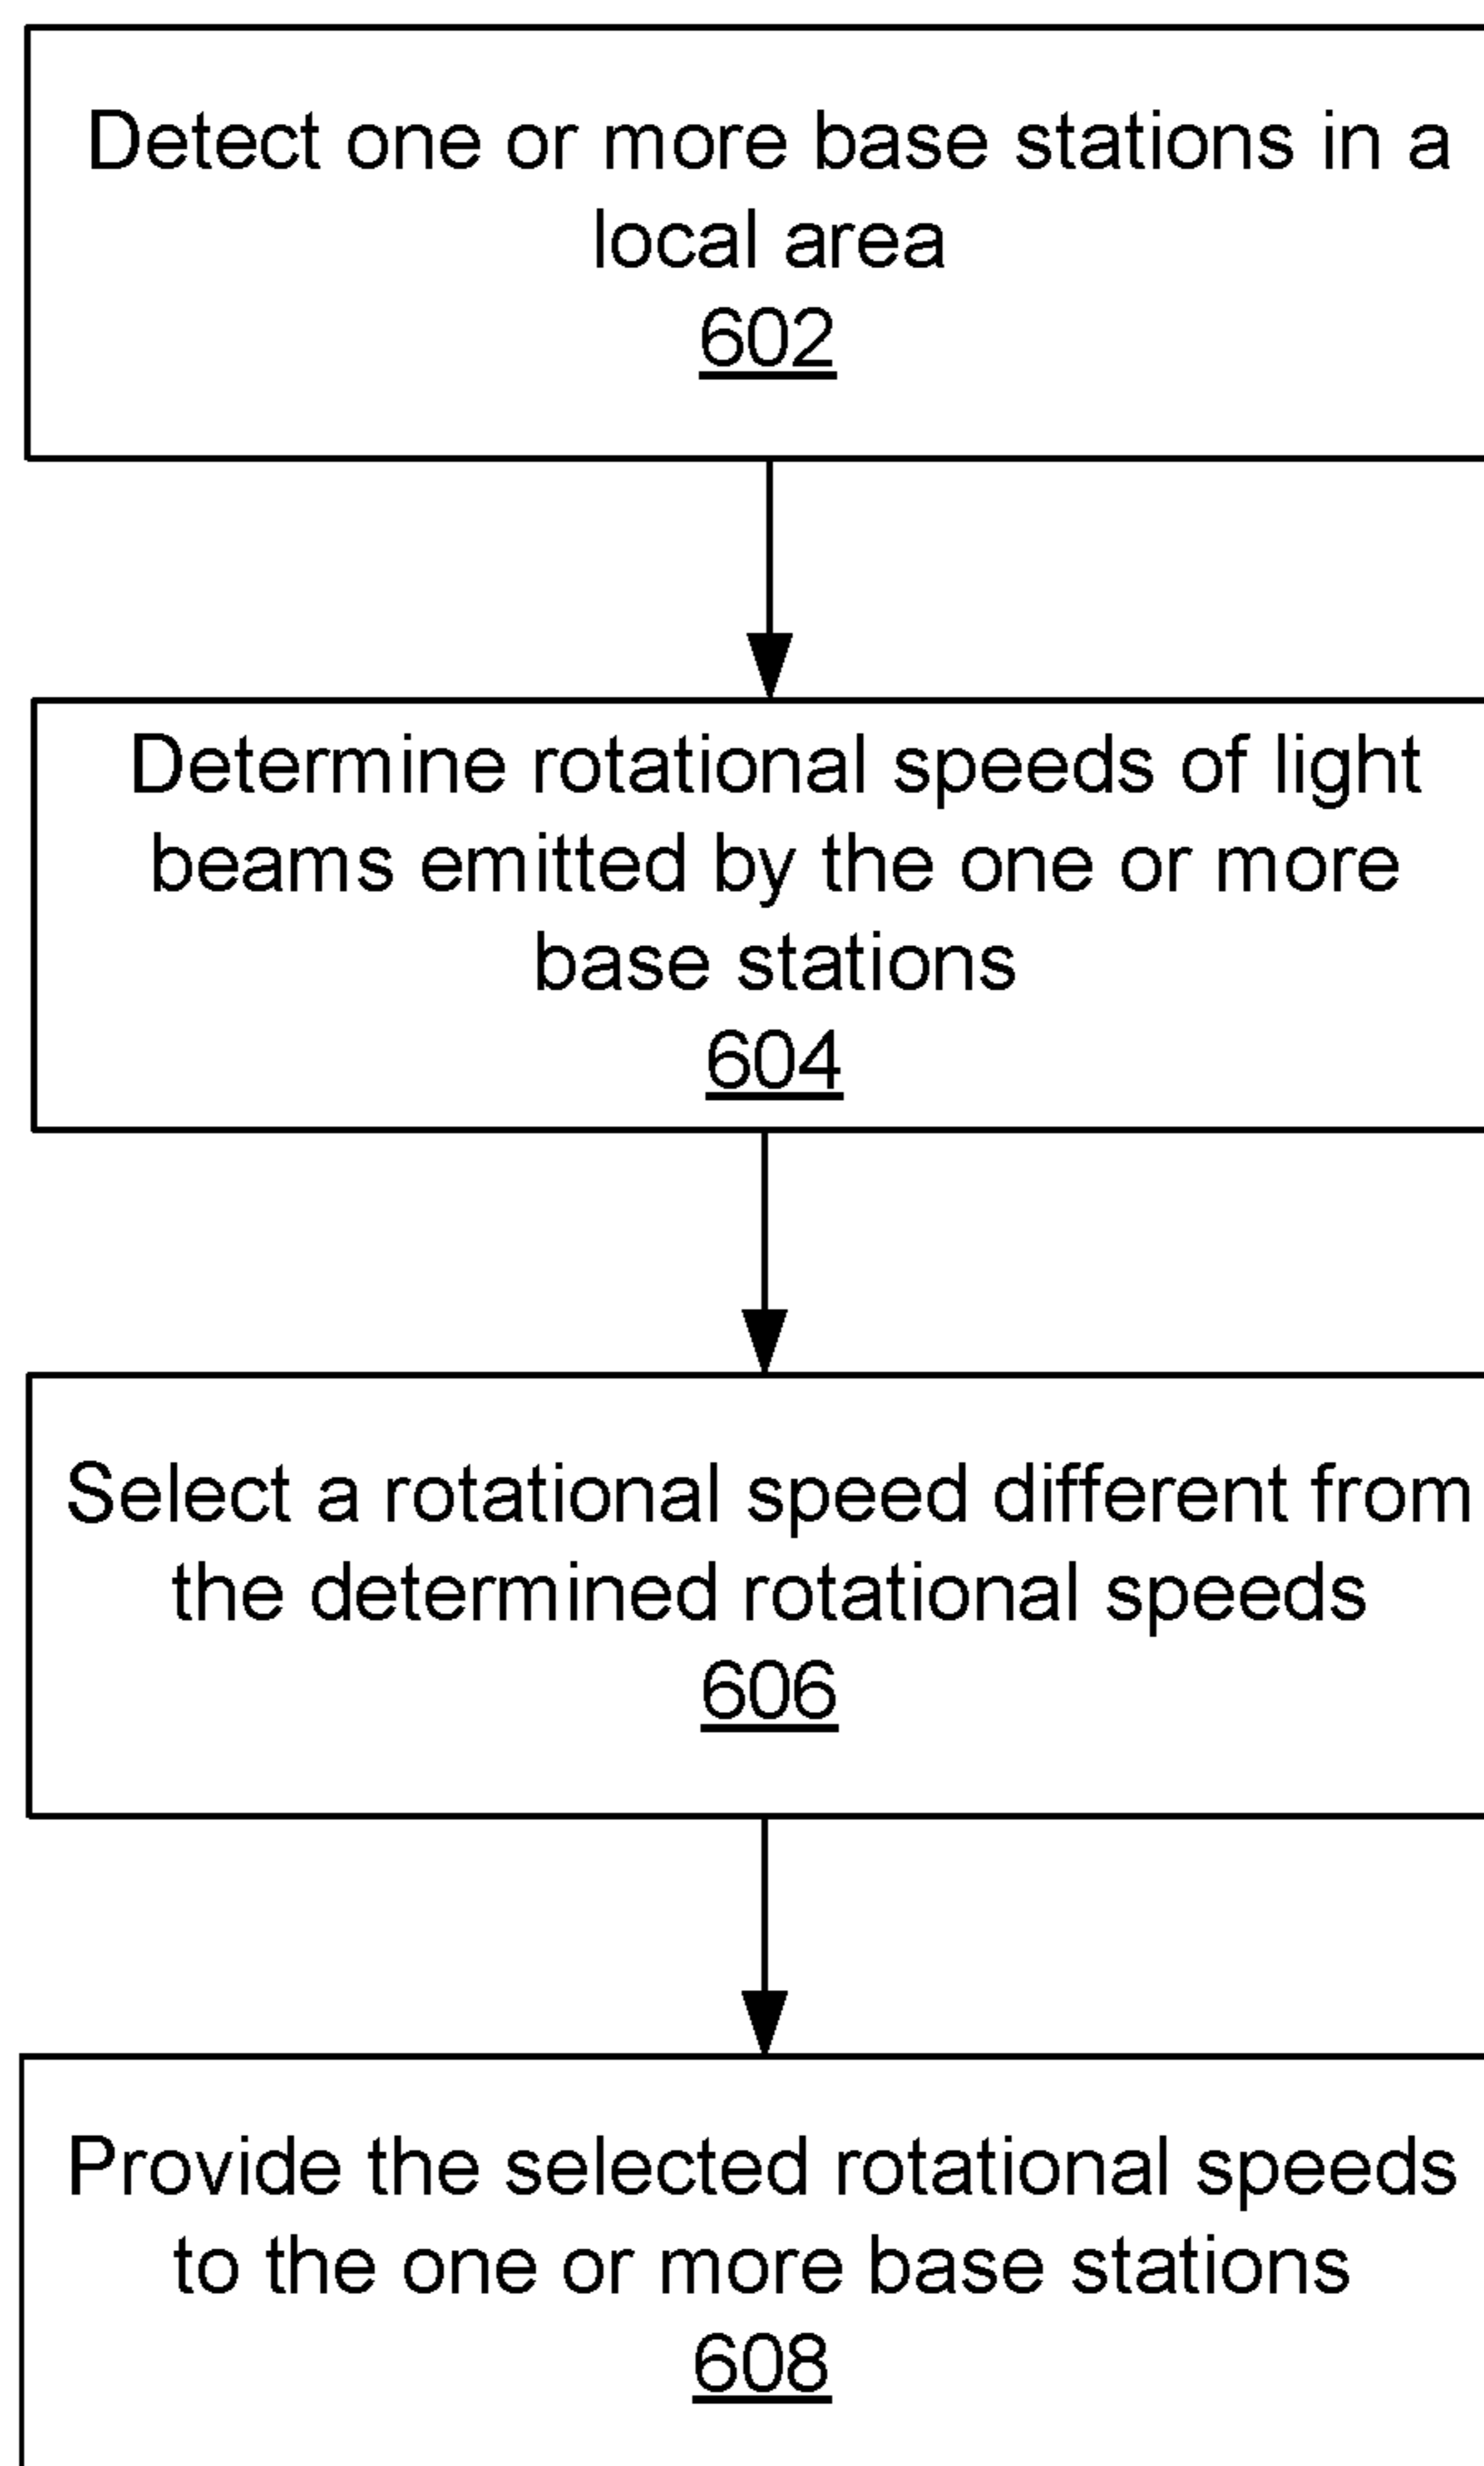 Detect one or more base stations in a
local area
602
Determine rotational speeds of light
beams emitted by the one or more
base stations
604
Select a rotational speed different from
the determined rotational speeds
606
Provide the selected rotational speeds
to the one or more base stations
608